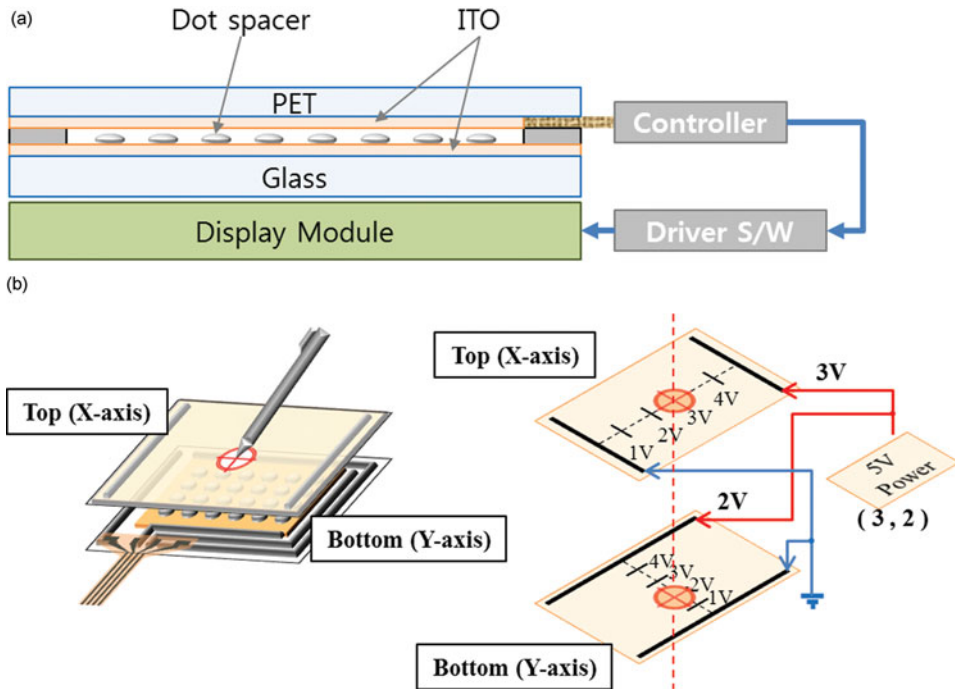 (a)
Dot spacer
ITO
PET
Controller
Glass
Display Module
Driver S/W
(b)
Top (X-axis)
Bottom (Y-axis)
Top (X-axis)
3V
4V
3V
2V
1V
5V
Power
( 3 , 2 )
2V
4V
3V
2V
1V
Bottom (Y-axis)